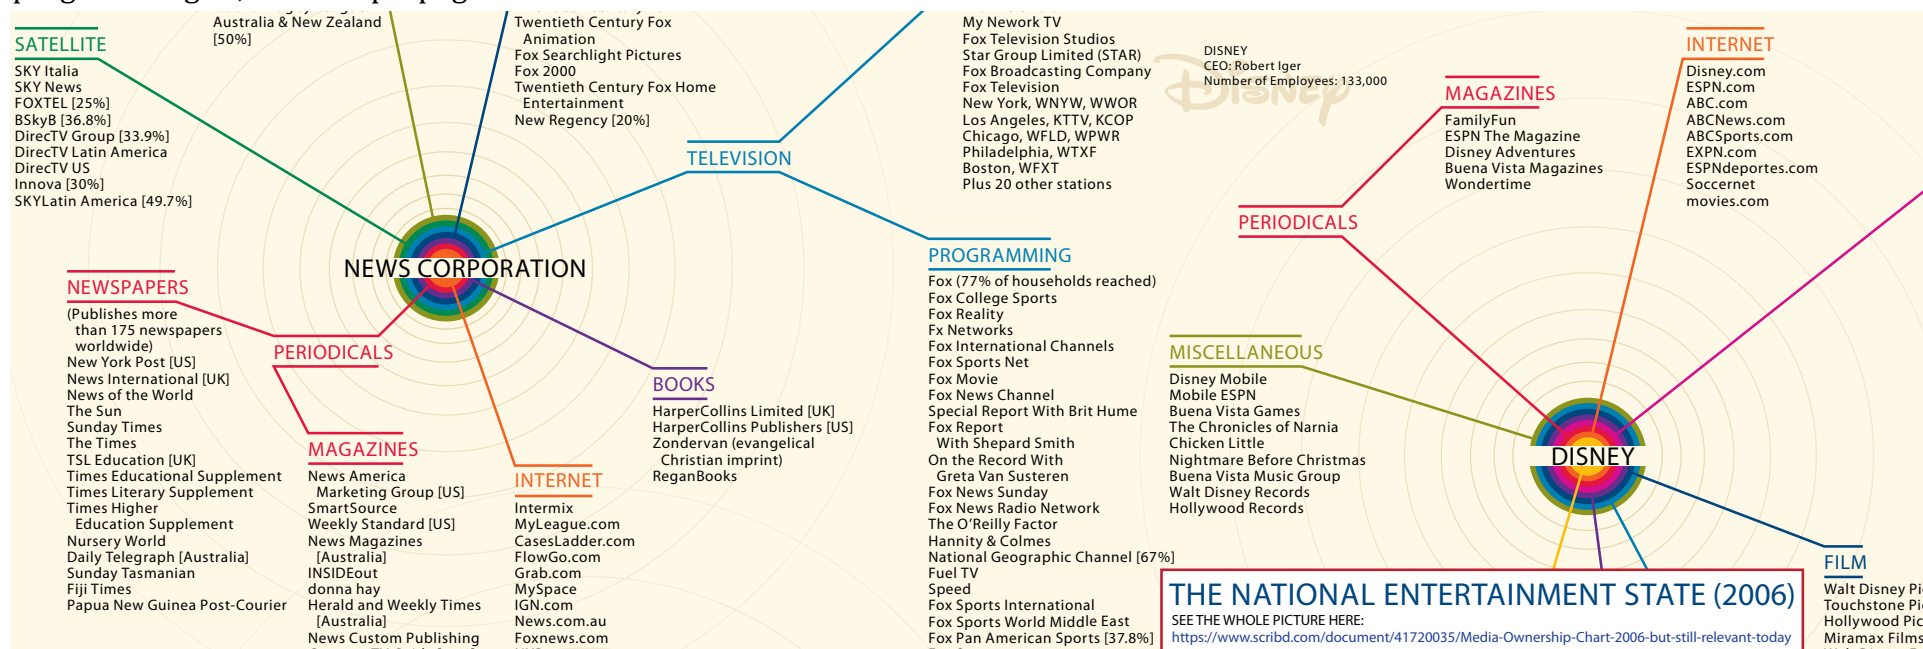 Australia & New Zealand
[50%]
SATELLITE
SKY Italia
SKY News
FOXTEL [25%]
BSkyB [36.8%]
DirecTV Group [33.9%]
DirecTV Latin America
DirecTV US
Innova [30%]
SKYLatin America [49.7%]
Twentieth Century Fox
Animation
Fox Searchlight Pictures
Fox 2000
Twentieth Century Fox Home
Entertainment
New Regency [20%]
TELEVISION
My Nework TV
Fox Television Studios
Star Group Limited (STAR)
Fox Broadcasting Company
Fox Television
New York, WNYW, WWOR
Los Angeles, KTTV, KCOP
Chicago, WFLD, WPWR
Philadelphia, WTXF
Boston, WFXT
Plus 20 other stations
NEWS CORPORATION
NEWSPAPERS
(Publishes more
than 175 newspapers
worldwide)
New York Post [US]
News International [UK]
News of the World
The Sun
Sunday Times
The Times
TSL Education [UK]
Times Educational Supplement
Times Literary Supplement
Times Higher
Education Supplement
Nursery World
Daily Telegraph [Australia]
Sunday Tasmanian
Fiji Times
Papua New Guinea Post-Courier
PERIODICALS
MAGAZINES
News America
Marketing Group [US]
SmartSource
Weekly Standard [US]
News Magazines
[Australia]
INSIDEout
donna hay
Herald and Weekly Times
[Australia]
News Custom Publishing
INTERNET
Intermix
MyLeague.com
CasesLadder.com
FlowGo.com
Grab.com
MySpace
IGN.com
News.com.au
Foxnews.com
BOOKS
HarperCollins Limited [UK]
HarperCollins Publishers [US]
Zondervan (evangelical
Christian imprint)
ReganBooks
PROGRAMMING
Fox (77% of households reached)
Fox College Sports
Fox Reality
Fx Networks
Fox International Channels
Fox Sports Net
Fox Movie
Fox News Channel
Special Report With Brit Hume
Fox Report
With Shepard Smith
On the Record With
Greta Van Susteren
Fox News Sunday
Fox News Radio Network
The O'Reilly Factor
Hannity & Colmes
National Geographic Channel [67%]
Fuel TV
Speed
Fox Sports International
Fox Sports World Middle East
Fox Pan American Sports [37.8%]
DISNEY
CEO: Robert Iger
Number of Employees: 133,000
Disney
MAGAZINES
FamilyFun
ESPN The Magazine
Disney Adventures
Buena Vista Magazines
Wondertime
PERIODICALS
INTERNET
Disney.com
ESPN.com
ABC.com
ABCNews.com
ABCSports.com
EXPN.com
ESPNdeportes.com
Soccernet
movies.com
MISCELLANEOUS
Disney Mobile
Mobile ESPN
Buena Vista Games
The Chronicles of Narnia
Chicken Little
Nightmare Before Christmas
Buena Vista Music Group
Walt Disney Records
Hollywood Records
DISNEY
FILM
Walt Disney
Touchstone
Hollywood
Miramax Films
THE NATIONAL ENTERTAINMENT STATE (2006)
SEE THE WHOLE PICTURE HERE:
https://www.scribd.com/document/41720035/Media-Ownership-Chart-2006-but-still-relevant-today